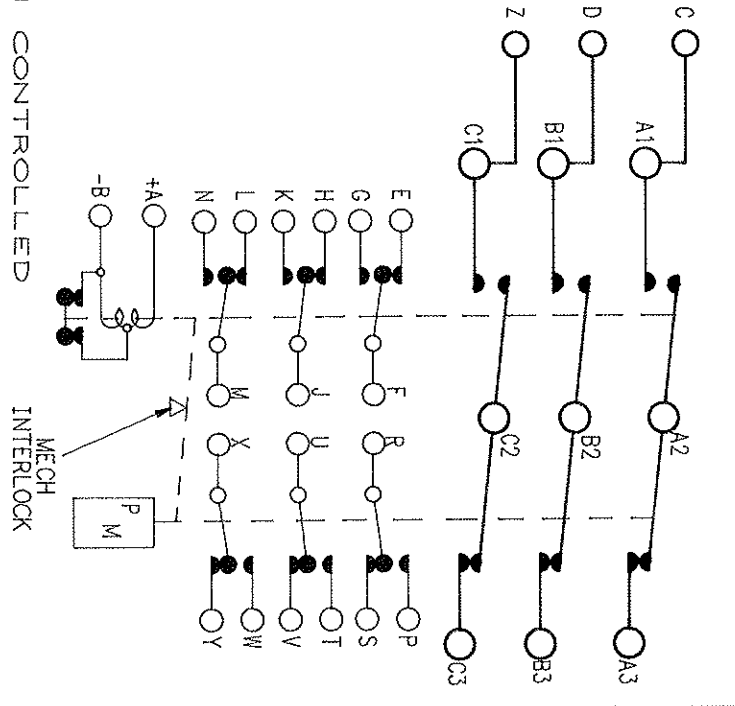 C A1 A2 A3
D B1 B2 B3
Z C1 C2 C3
E F R P
G S
H J U T
K V
L M X W
N Y
+A
-B
P
M
MECH
INTERLOCK
CONTROLLED